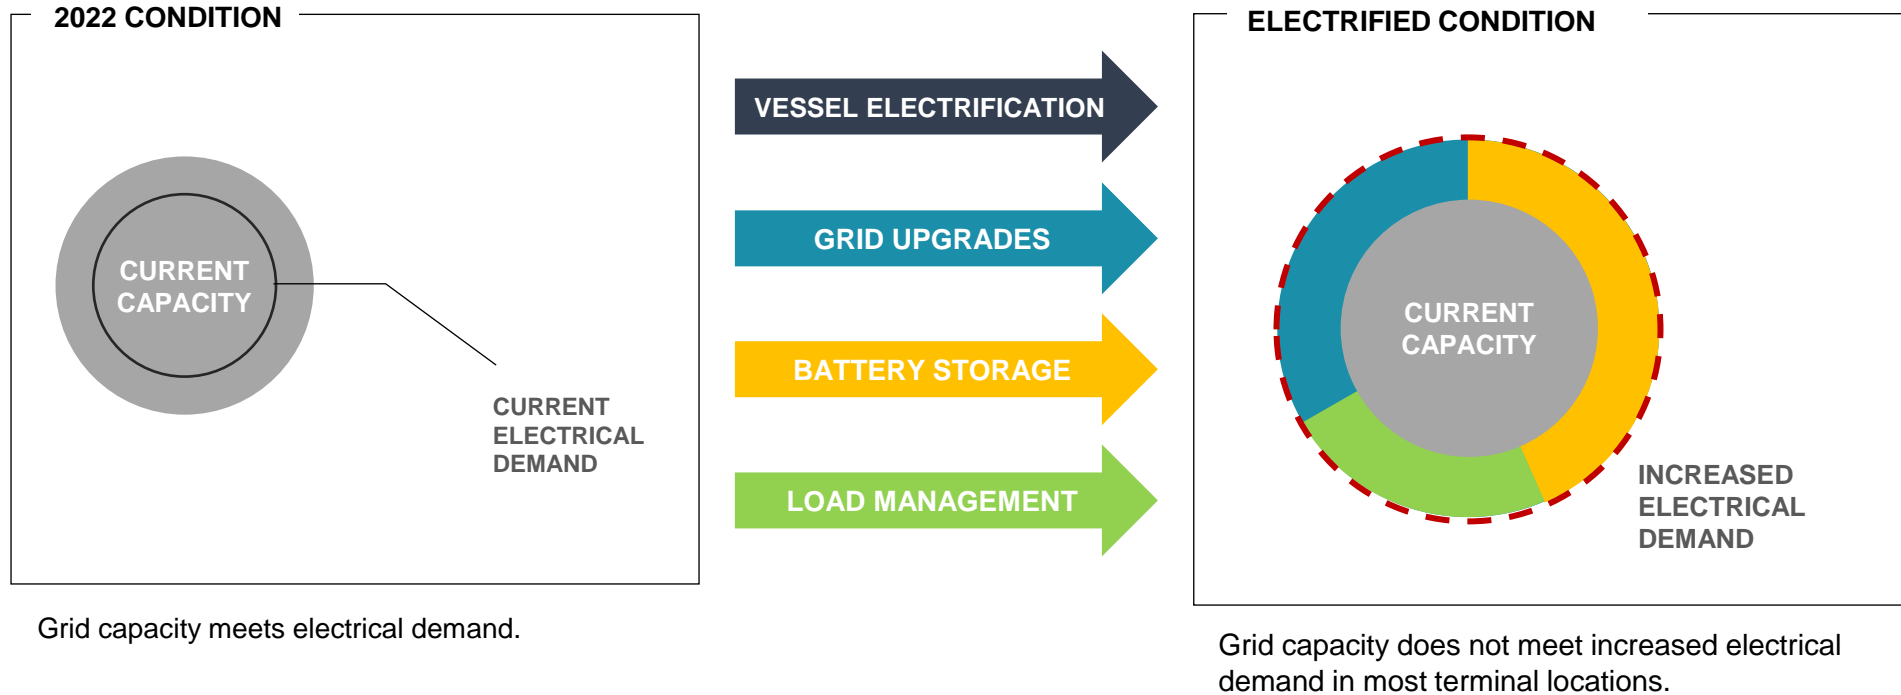 2022 CONDITION
CURRENT
CAPACITY
CURRENT
ELECTRICAL
DEMAND
Grid capacity meets electrical demand.
VESSEL ELECTRIFICATION
GRID UPGRADES
BATTERY STORAGE
LOAD MANAGEMENT
ELECTRIFIED CONDITION
CURRENT
CAPACITY
INCREASED
ELECTRICAL
DEMAND
Grid capacity does not meet increased electrical
demand in most terminal locations.